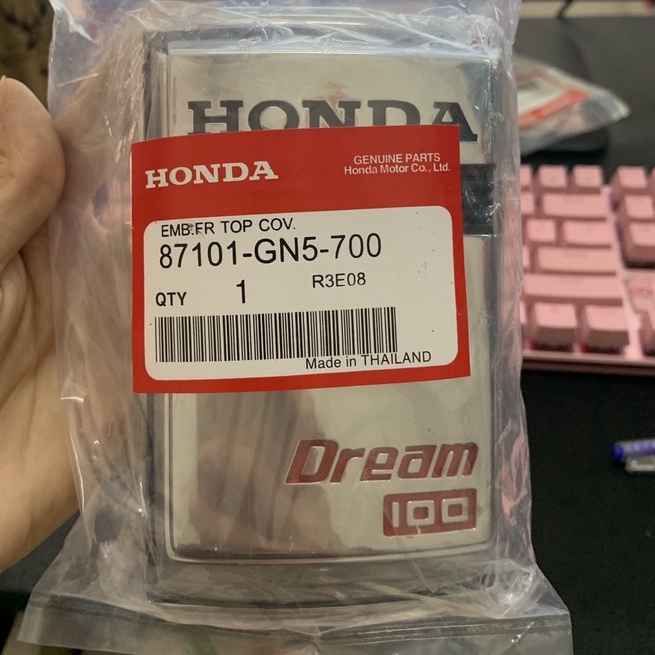 HONDA
HONDA
GENUINE PARTS
Honda Motor Co., Ltd.
EMB.FR TOP COV.
87101-GN5-700
QTY 1 R3E08
Made in THAILAND
Dream
100